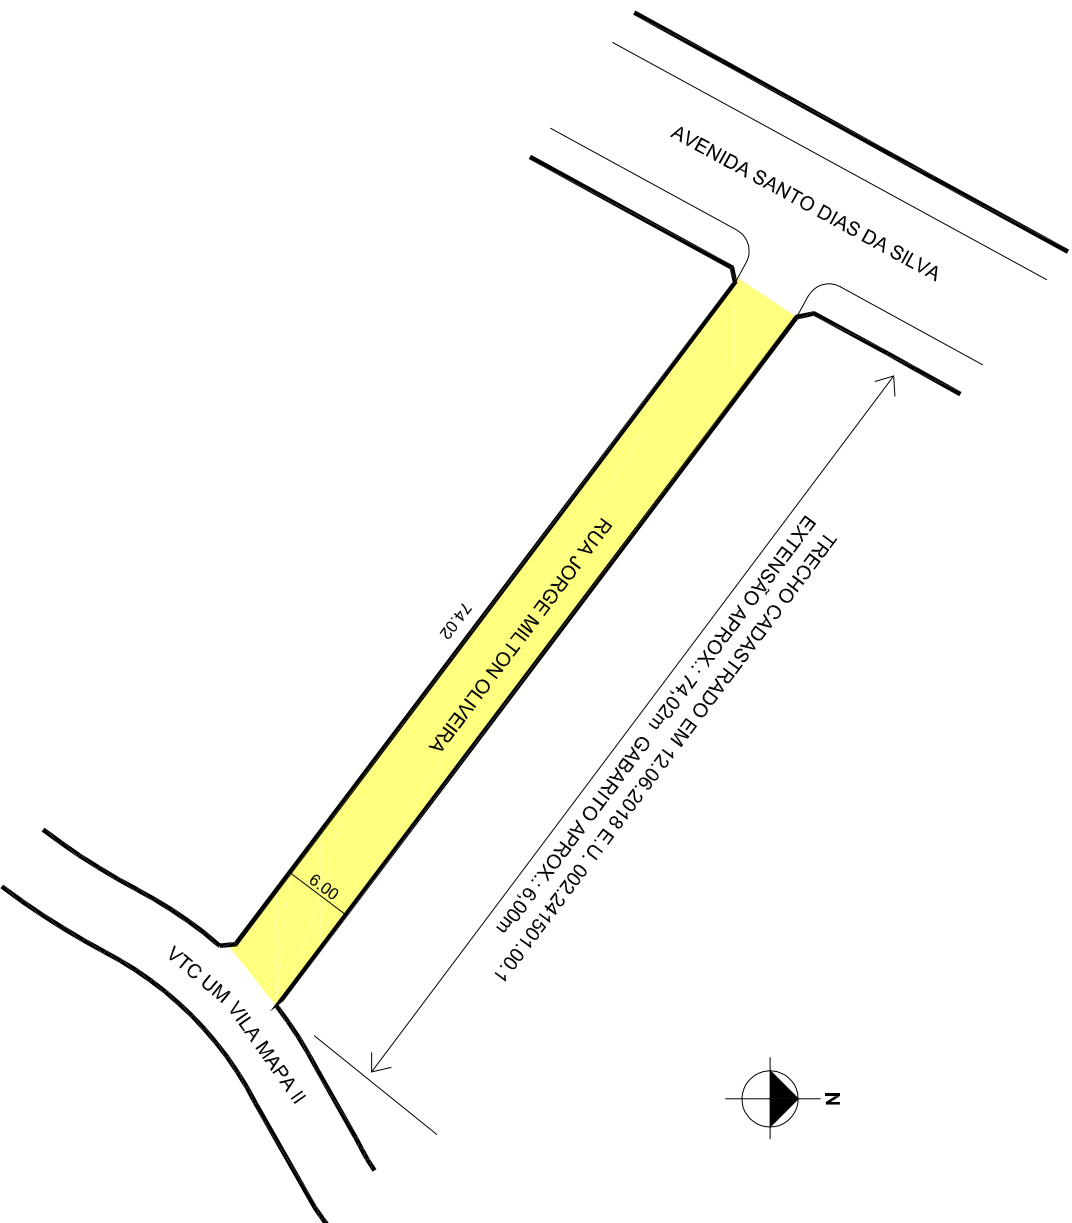 AVENIDA SANTO DIAS DA SILVA
RUA JORGE MILTON OLIVEIRA
74.02
TRECHO CADASTRADO EM 12.06.2018 E.U. 002.241501.00.1
EXTENSÃO APROX.: 74,02m GABARITO APROX.: 6,00m
6.00
VTC UM VILA MAPA II
N